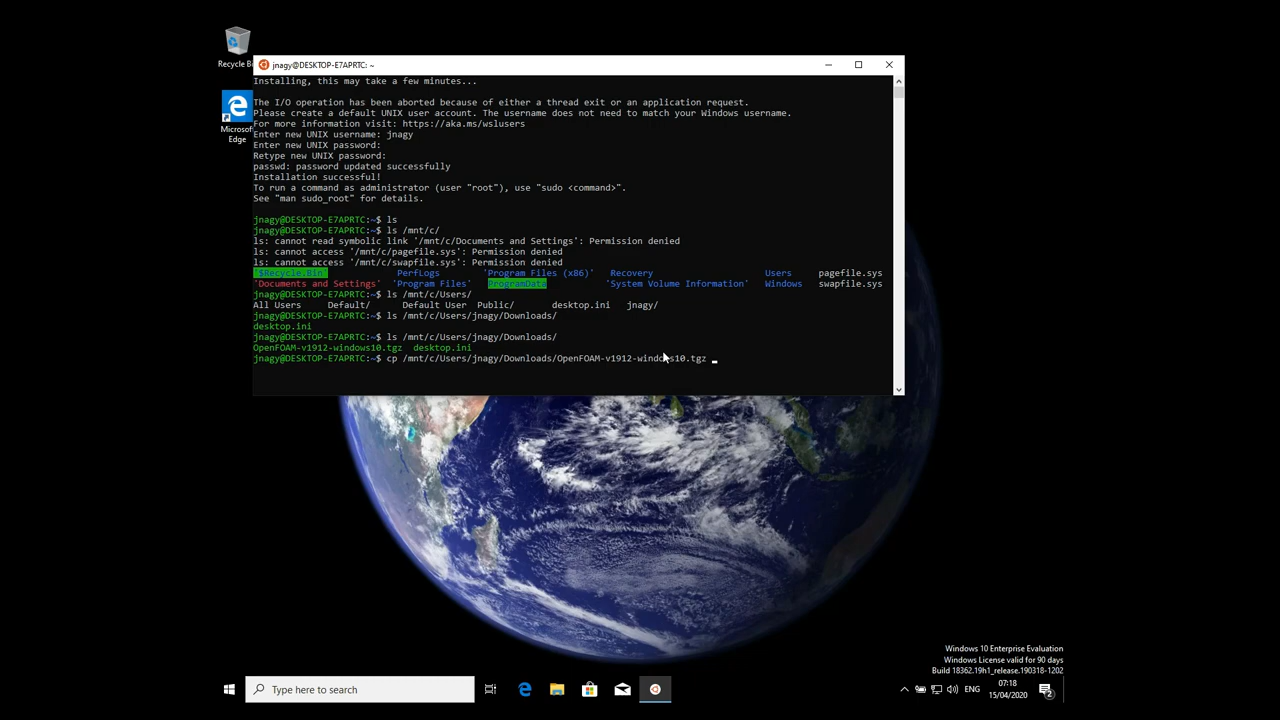 Recycle Bi
Microsof
Edge
jnagy@DESKTOP-E7APRTC: ~
Installing, this may take a few minutes...
The I/O operation has been aborted because of either a thread exit or an application request.
Please create a default UNIX user account. The username does not need to match your Windows username.
For more information visit: https://aka.ms/wslusers
Enter new UNIX username: jnagy
Enter new UNIX password:
Retype new UNIX password:
passwd: password updated successfully
Installation successful!
To run a command as administrator (user "root"), use "sudo <command>".
See "man sudo_root" for details.
jnagy@DESKTOP-E7APRTC:~$ ls
jnagy@DESKTOP-E7APRTC:~$ ls /mnt/c/
ls: cannot read symbolic link '/mnt/c/Documents and Settings': Permission denied
ls: cannot access '/mnt/c/pagefile.sys': Permission denied
ls: cannot access '/mnt/c/swapfile.sys': Permission denied
'$Recycle.Bin' PerfLogs 'Program Files (x86)' Recovery Users pagefile.sys
'Documents and Settings' 'Program Files' ProgramData 'System Volume Information' Windows swapfile.sys
jnagy@DESKTOP-E7APRTC:~$ ls /mnt/c/Users/
All Users Default/ Default User Public/ desktop.ini jnagy/
jnagy@DESKTOP-E7APRTC:~$ ls /mnt/c/Users/jnagy/Downloads/
desktop.ini
jnagy@DESKTOP-E7APRTC:~$ ls /mnt/c/Users/jnagy/Downloads/
OpenFOAM-v1912-windows10.tgz desktop.ini
jnagy@DESKTOP-E7APRTC:~$ cp /mnt/c/Users/jnagy/Downloads/OpenFOAM-v1912-windows10.tgz _
Windows 10 Enterprise Evaluation
Windows License valid for 90 days
Build 18362.19h1_release.190318-1202
Type here to search
ENG
07:18
15/04/2020
2